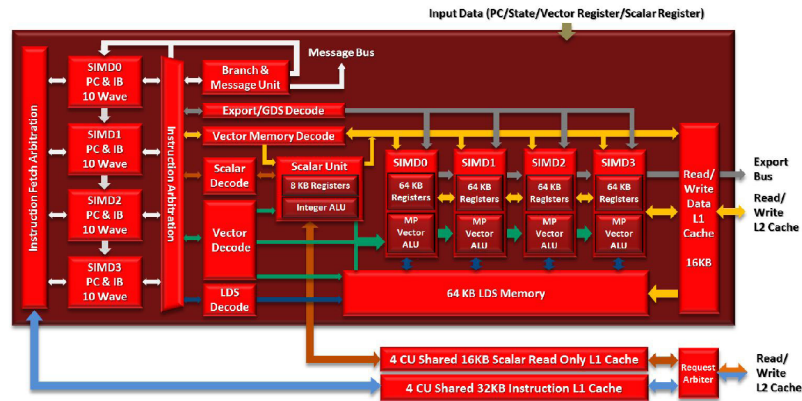 Input Data (PC/State/Vector Register/Scalar Register)
Instruction Fetch Arbitration
SIMD0
PC & IB
10 Wave
SIMD1
PC & IB
10 Wave
SIMD2
PC & IB
10 Wave
SIMD3
PC & IB
10 Wave
Instruction Arbitration
Branch &
Message Unit
Message Bus
Export/GDS Decode
Vector Memory Decode
Scalar
Decode
Scalar Unit
8 KB Registers
Integer ALU
Vector
Decode
LDS
Decode
SIMD0
64 KB
Registers
MP
Vector
ALU
SIMD1
64 KB
Registers
MP
Vector
ALU
SIMD2
64 KB
Registers
MP
Vector
ALU
SIMD3
64 KB
Registers
MP
Vector
ALU
64 KB LDS Memory
Read/
Write
Data
L1
Cache
16KB
Export
Bus
Read/
Write
L2 Cache
4 CU Shared 16KB Scalar Read Only L1 Cache
4 CU Shared 32KB Instruction L1 Cache
Request
Arbiter
Read/
Write
L2 Cache